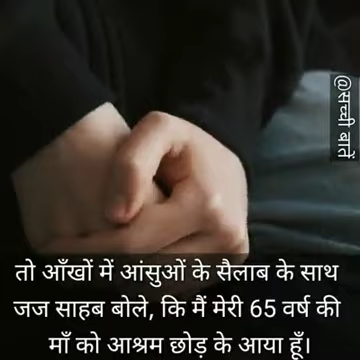 @सच्ची बातें
तो आँखों में आंसुओं के सैलाब के साथ
जज साहब बोले, कि मैं मेरी 65 वर्ष की
माँ को आश्रम छोड़ के आया हूँ।